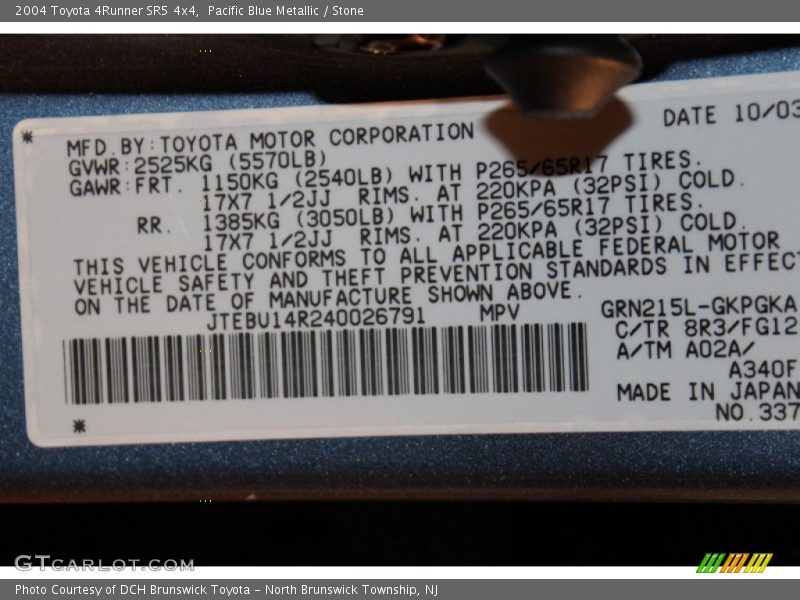 2004 Toyota 4Runner SR5 4x4, Pacific Blue Metallic / Stone
MFD.BY:TOYOTA MOTOR CORPORATION DATE 10/03
GVWR:2525KG (5570LB)
GAWR:FRT. 1150KG (2540LB) WITH P265/65R17 TIRES.
17X7 1/2JJ RIMS. AT 220KPA (32PSI) COLD.
RR. 1385KG (3050LB) WITH P265/65R17 TIRES.
17X7 1/2JJ RIMS. AT 220KPA (32PSI) COLD.
THIS VEHICLE CONFORMS TO ALL APPLICABLE FEDERAL MOTOR
VEHICLE SAFETY AND THEFT PREVENTION STANDARDS IN EFFECT
ON THE DATE OF MANUFACTURE SHOWN ABOVE.
JTEBU14R240026791 MPV
GRN215L-GKPGKA
C/TR 8R3/FG12
A/TM A02A/
A340F
MADE IN JAPAN
NO.337
GTCARLOT.COM
Photo Courtesy of DCH Brunswick Toyota - North Brunswick Township, NJ